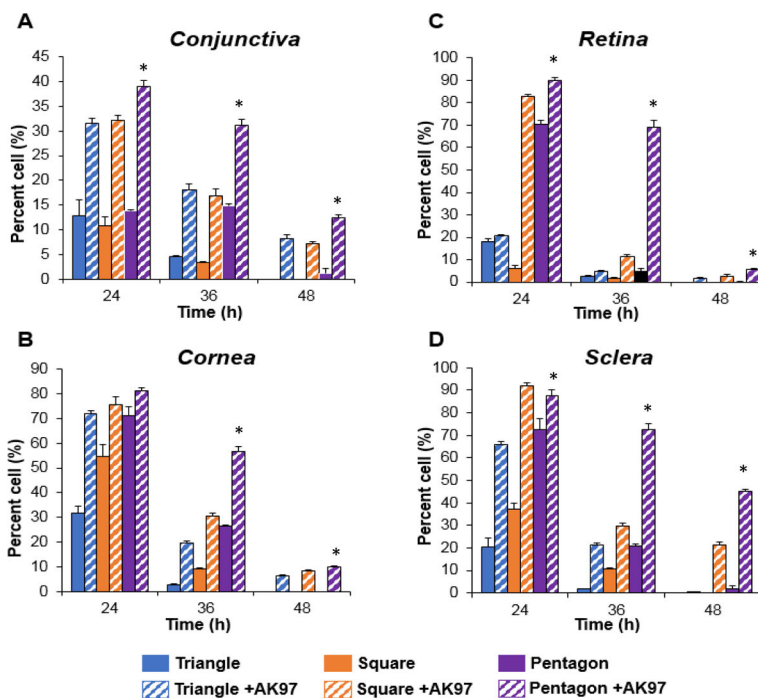 A
Conjunctiva
45
40
35
30
25
20
15
10
5
0
Percent cell (%)
*
*
*
24
36
48
Time (h)
C
Retina
100
90
80
70
60
50
40
30
20
10
0
Percent cell (%)
*
*
*
24
36
48
Time (h)
B
Cornea
90
80
70
60
50
40
30
20
10
0
Percent cell (%)
*
*
24
36
48
Time (h)
D
Sclera
100
90
80
70
60
50
40
30
20
10
0
Percent cell (%)
*
*
*
24
36
48
Time (h)
Triangle
Square
Pentagon
Triangle +AK97
Square +AK97
Pentagon +AK97